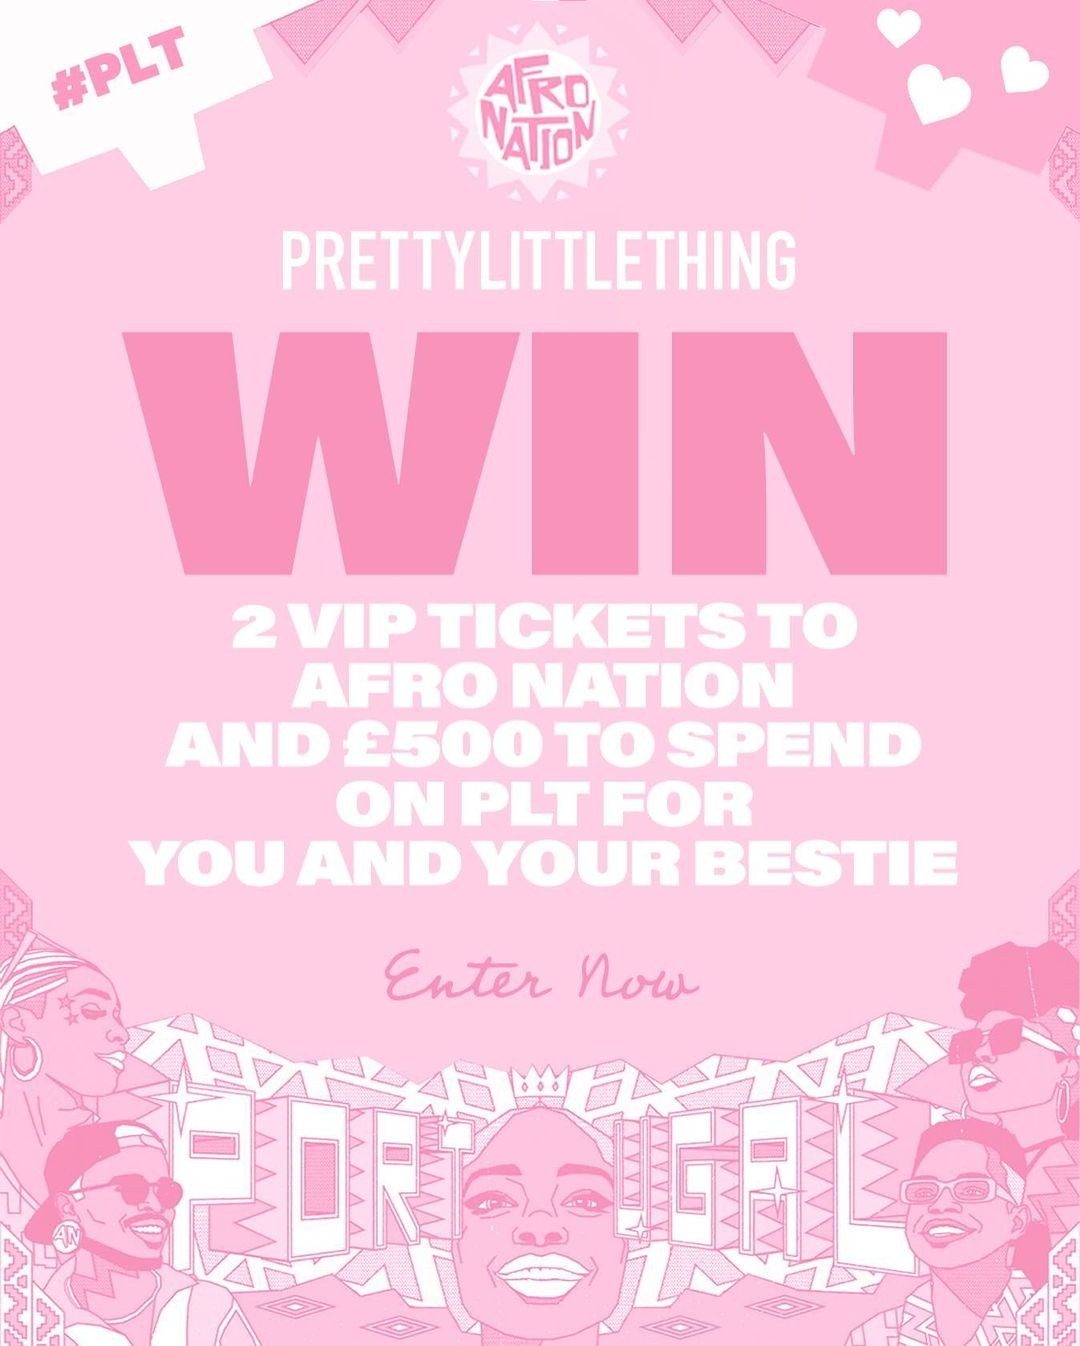 #PLT
AFRO
NATION
PRETTYLITTLETHING
WIN
2 VIP TICKETS TO
AFRO NATION
AND £500 TO SPEND
ON PLT FOR
YOU AND YOUR BESTIE
Enter Now
PORTUGAL
AN